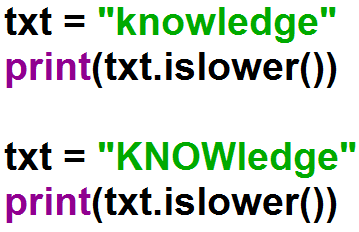 txt = "knowledge"
print(txt.islower())
txt = "KNOWledge"
print(txt.islower())